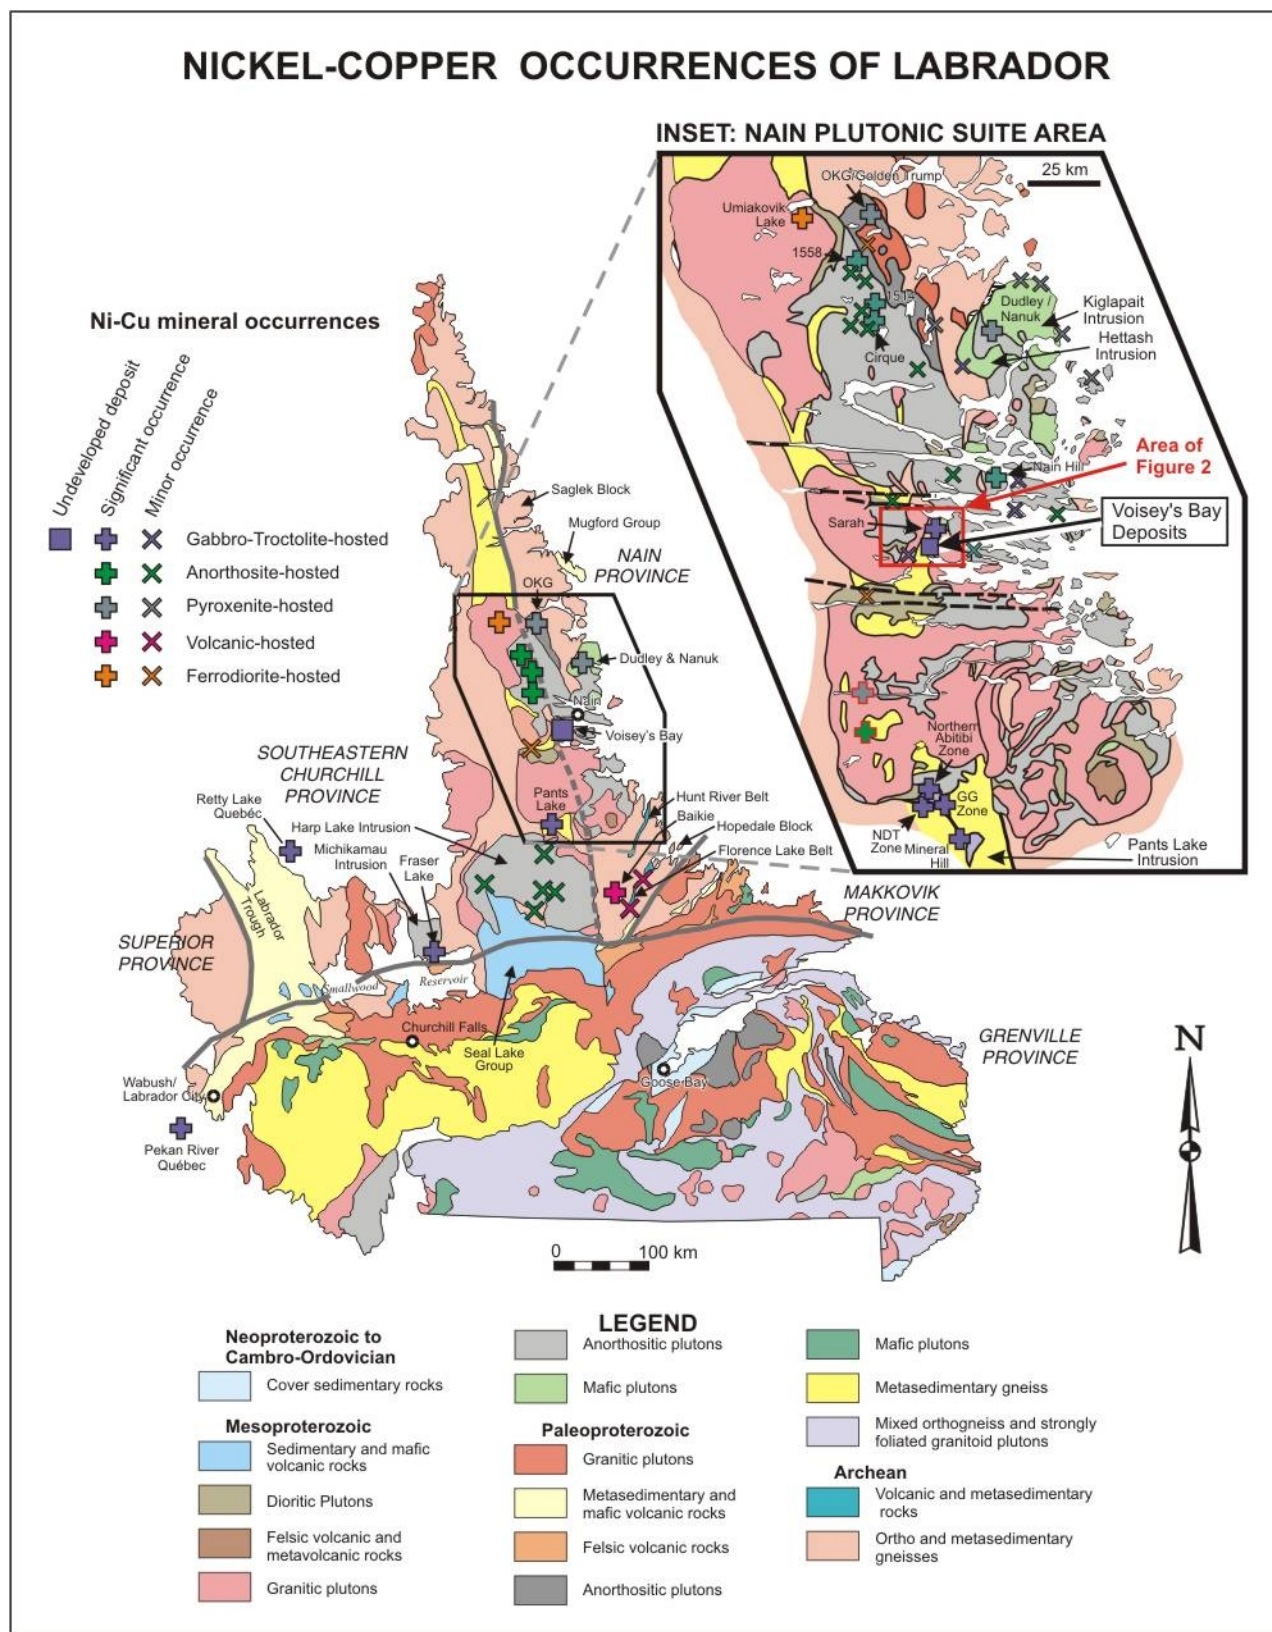 NICKEL-COPPER OCCURRENCES OF LABRADOR
INSET: NAIN PLUTONIC SUITE AREA
25 km
OKG/Golden Trump
Umiakovik
Lake
1558
1514
Cirque
Dudley /
Nanuk
Kiglapait
Intrusion
Hettash
Intrusion
Nain Hill
Area of
Figure 2
Sarah
Voisey's Bay
Deposits
Northern
Abitibi
Zone
GG
Zone
NDT
Zone
Mineral
Hill
Pants Lake
Intrusion
Ni-Cu mineral occurrences
Undeveloped deposit
Significant occurrence
Minor occurrence
Gabbro-Troctolite-hosted
Anorthosite-hosted
Pyroxenite-hosted
Volcanic-hosted
Ferrodiorite-hosted
Saglek Block
Mugford Group
NAIN
PROVINCE
OKG
Dudley & Nanuk
Nain
Voisey's Bay
SOUTHEASTERN
CHURCHILL
PROVINCE
Pants
Lake
Hunt River Belt
Baikie
Hopedale Block
Florence Lake Belt
Retty Lake
Quebéc
Harp Lake Intrusion
Michikamau
Intrusion
Fraser
Lake
MAKKOVIK
PROVINCE
Labrador
Trough
SUPERIOR
PROVINCE
Smallwood
Reservoir
Churchill Falls
Seal Lake
Group
GRENVILLE
PROVINCE
Goose Bay
Wabush/
Labrador City
Pekan River
Québec
N
0
100 km
LEGEND
Neoproterozoic to
Cambro-Ordovician
Cover sedimentary rocks
Mesoproterozoic
Sedimentary and mafic
volcanic rocks
Dioritic Plutons
Felsic volcanic and
metavolcanic rocks
Granitic plutons
Anorthositic plutons
Mafic plutons
Paleoproterozoic
Granitic plutons
Metasedimentary and
mafic volcanic rocks
Felsic volcanic rocks
Anorthositic plutons
Mafic plutons
Metasedimentary gneiss
Mixed orthogneiss and strongly
foliated granitoid plutons
Archean
Volcanic and metasedimentary
rocks
Ortho and metasedimentary
gneisses